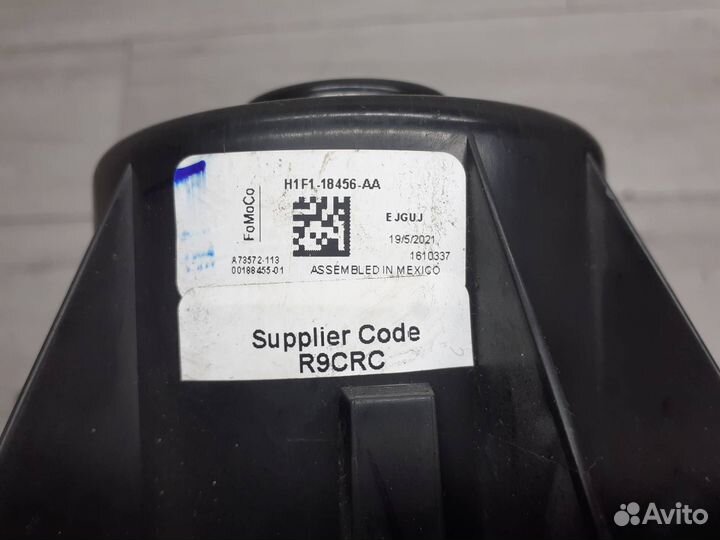 H1F1-18456-AA
FoMoCo
EJGUJ
19/5/2021
A73572-113
1610337
00188455-01
ASSEMBLED IN MEXICO
Supplier Code
R9CRC
Avito